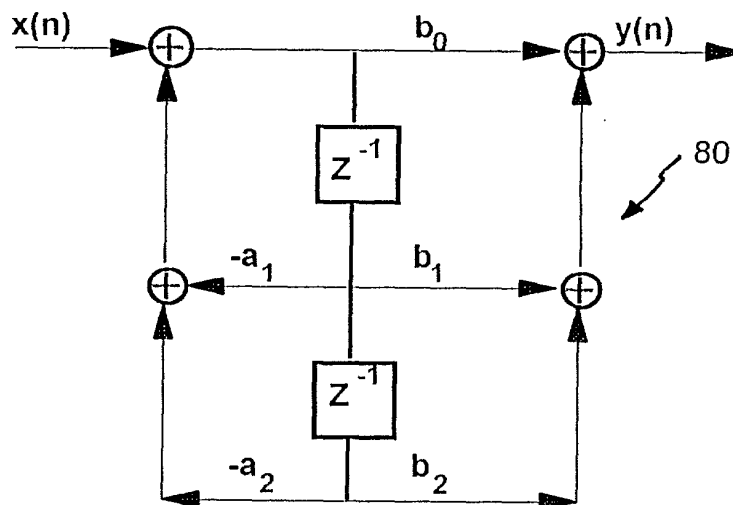 x(n) b₀ y(n)
80
z⁻¹
-a₁ b₁
z⁻¹
-a₂ b₂